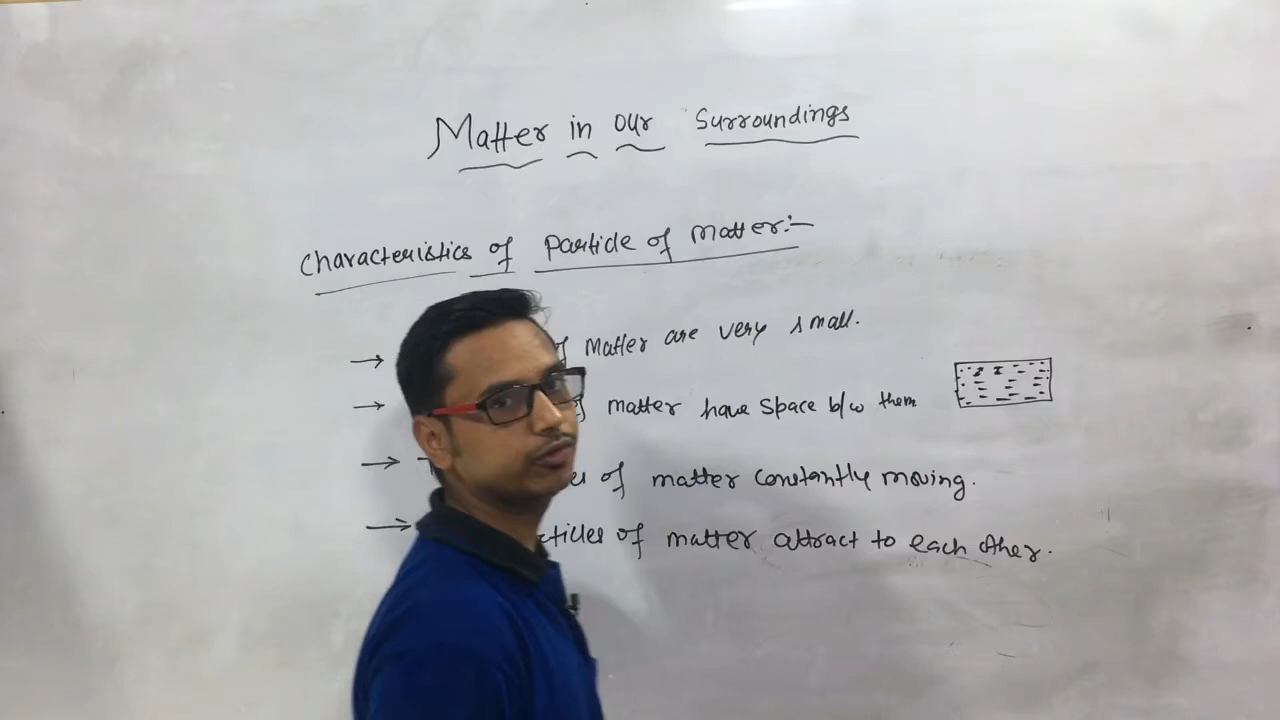 Matter in our Surroundings
Characteristics of Particle of Matter:-
→ Matter are very small.
→ matter have space b/w them
→ of matter constantly moving.
→ of matter attract to each other.